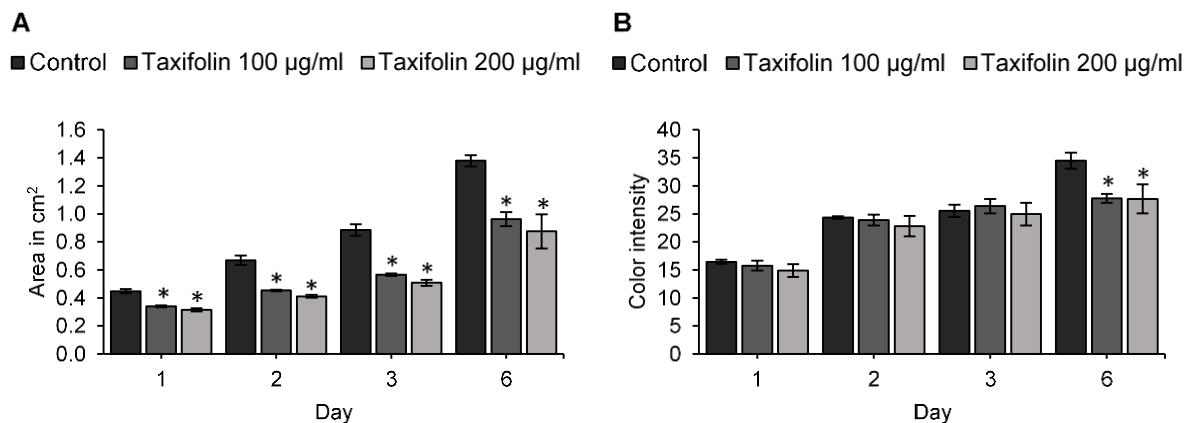 A
Control Taxifolin 100 µg/ml Taxifolin 200 µg/ml
Area in cm²
1.6
1.4
1.2
1.0
0.8
0.6
0.4
0.2
0.0
* *
* *
* *
* *
1 2 3 6
Day
B
Control Taxifolin 100 µg/ml Taxifolin 200 µg/ml
Color intensity
40
35
30
25
20
15
10
5
0
* *
1 2 3 6
Day